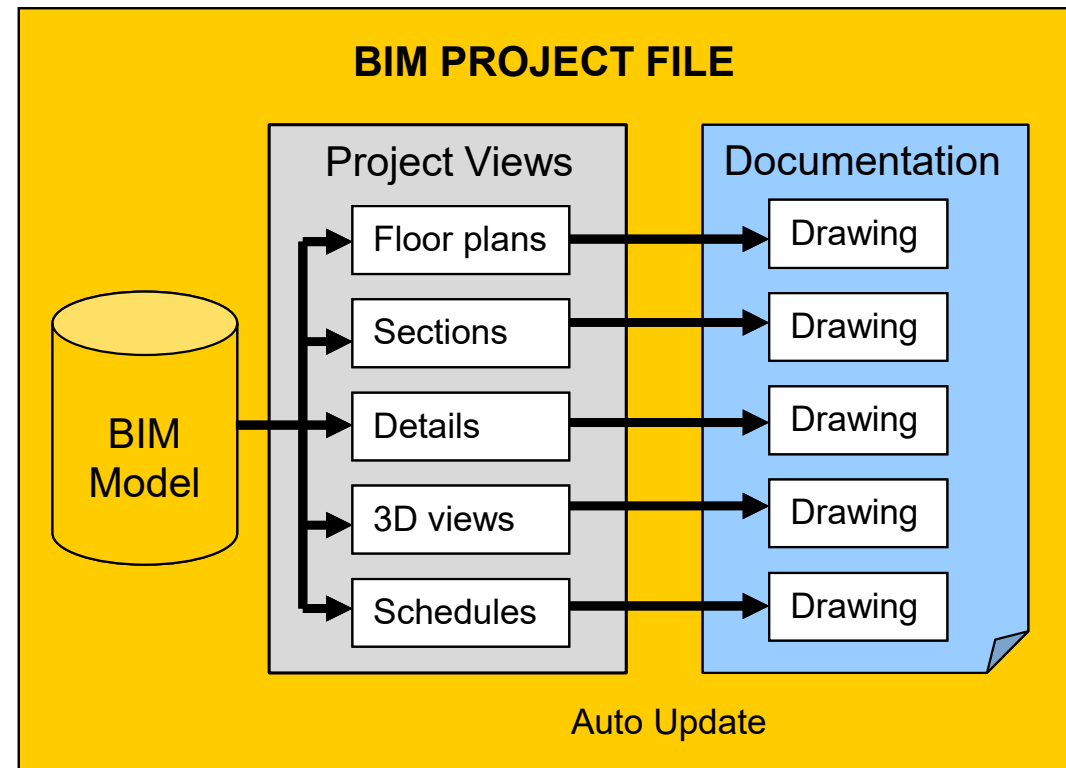 BIM PROJECT FILE
Project Views
Documentation
Floor plans
Drawing
Sections
Drawing
BIM
Model
Details
Drawing
3D views
Drawing
Schedules
Drawing
Auto Update